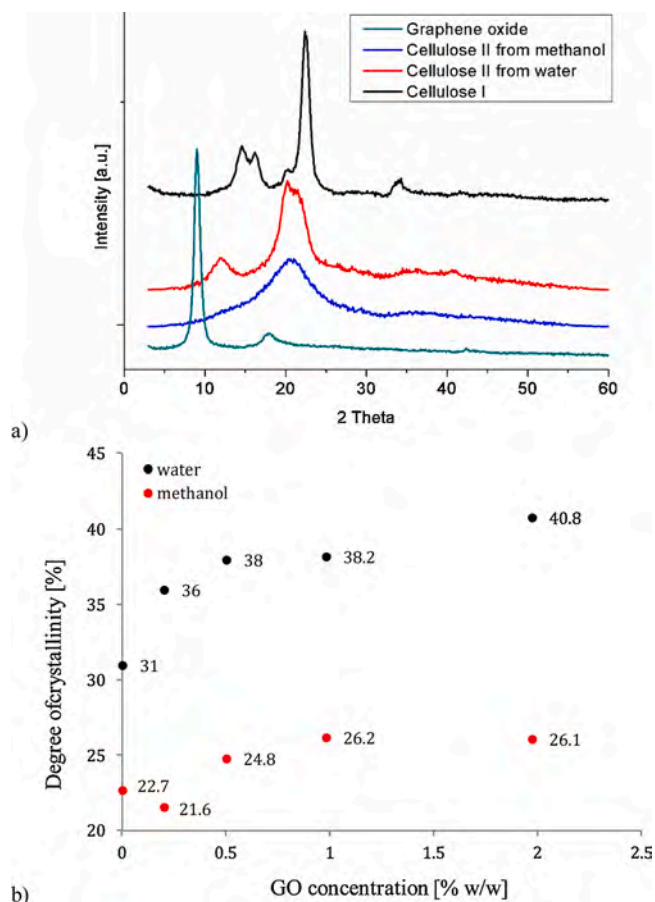 Graphene oxide
Cellulose II from methanol
Cellulose II from water
Cellulose I
Intensity [a.u.]
0 10 20 30 40 50 60
2 Theta
a)
water
methanol
45
40
35
30
25
20
40.8
38.2
38
36
31
26.2
26.1
24.8
22.7
21.6
Degree ofcrystallinity [%]
0 0.5 1 1.5 2 2.5
GO concentration [% w/w]
b)